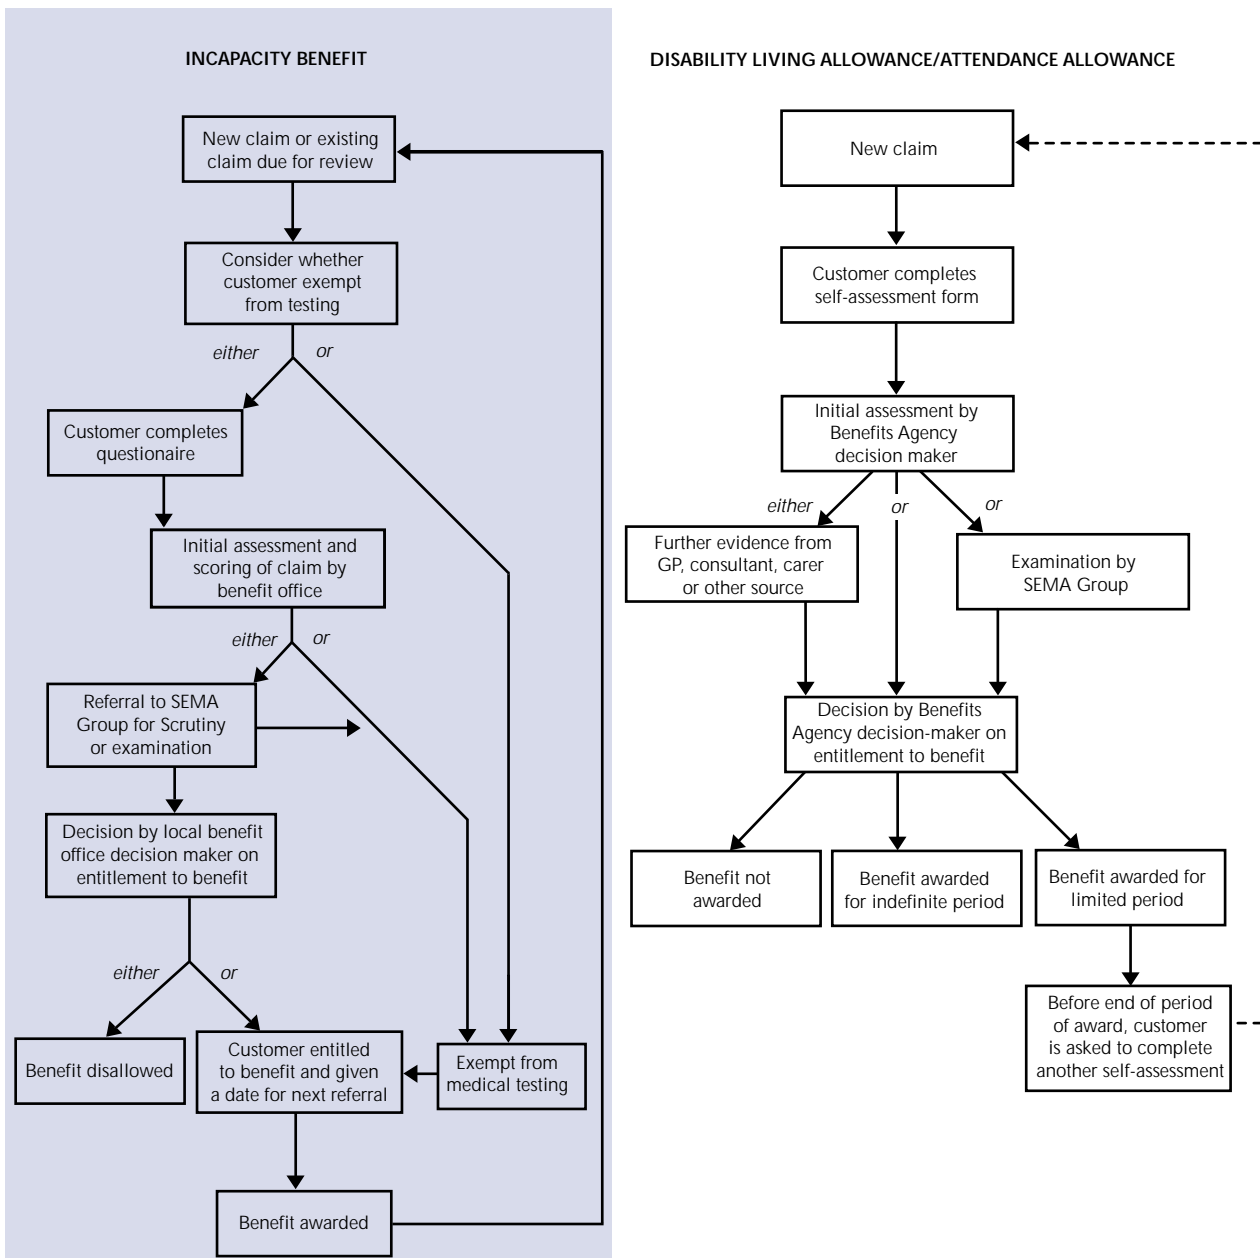 INCAPACITY BENEFIT
New claim or existing
claim due for review
Consider whether
customer exempt
from testing
either
or
Customer completes
questionaire
Initial assessment and
scoring of claim by
benefit office
either
or
Referral to SEMA
Group for Scrutiny
or examination
Decision by local benefit
office decision maker on
entitlement to benefit
either
or
Benefit disallowed
Customer entitled
to benefit and given
a date for next referral
Exempt from
medical testing
Benefit awarded
DISABILITY LIVING ALLOWANCE/ATTENDANCE ALLOWANCE
New claim
Customer completes
self-assessment form
Initial assessment by
Benefits Agency
decision maker
either
or
or
Further evidence from
GP, consultant, carer
or other source
Examination by
SEMA Group
Decision by Benefits
Agency decision-maker on
entitlement to benefit
Benefit not
awarded
Benefit awarded
for indefinite period
Benefit awarded for
limited period
Before end of period
of award, customer
is asked to complete
another self-assessment